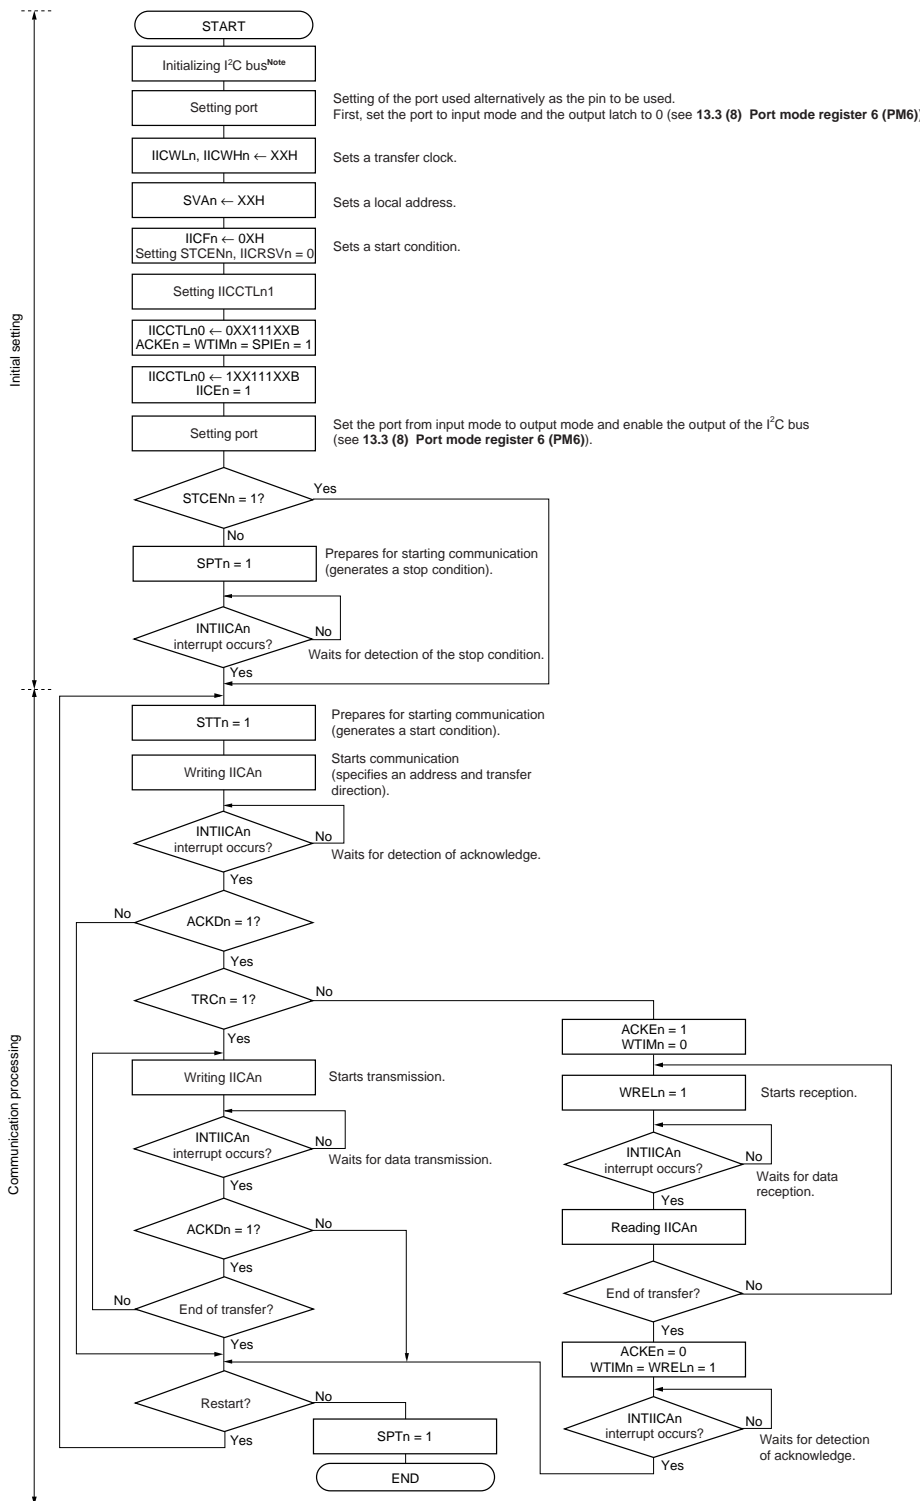 START
Initializing I²C busNote
Setting port
Setting of the port used alternatively as the pin to be used.
First, set the port to input mode and the output latch to 0 (see 13.3 (8) Port mode register 6 (PM6))
IICWLn, IICWHn ← XXH
Sets a transfer clock.
SVAn ← XXH
Sets a local address.
IICFn ← 0XH
Setting STCENn, IICRSVn = 0
Sets a start condition.
Setting IICCTLn1
IICCTLn0 ← 0XX111XXB
ACKEn = WTIMn = SPIEn = 1
IICCTLn0 ← 1XX111XXB
IICEn = 1
Setting port
Set the port from input mode to output mode and enable the output of the I²C bus
(see 13.3 (8) Port mode register 6 (PM6)).
Initial setting
STCENn = 1?
Yes
No
SPTn = 1
Prepares for starting communication
(generates a stop condition).
INTIICAn
interrupt occurs?
No
Waits for detection of the stop condition.
Yes
STTn = 1
Prepares for starting communication
(generates a start condition).
Writing IICAn
Starts communication
(specifies an address and transfer
direction).
INTIICAn
interrupt occurs?
No
Waits for detection of acknowledge.
Yes
No
ACKDn = 1?
Yes
TRCn = 1?
No
Yes
Communication processing
Writing IICAn
Starts transmission.
INTIICAn
interrupt occurs?
No
Waits for data transmission.
Yes
ACKDn = 1?
No
Yes
No
End of transfer?
Yes
Restart?
No
Yes
SPTn = 1
END
ACKEn = 1
WTIMn = 0
WRELn = 1
Starts reception.
INTIICAn
interrupt occurs?
No
Waits for data
reception.
Yes
Reading IICAn
End of transfer?
No
Yes
ACKEn = 0
WTIMn = WRELn = 1
INTIICAn
interrupt occurs?
No
Waits for detection
of acknowledge.
Yes